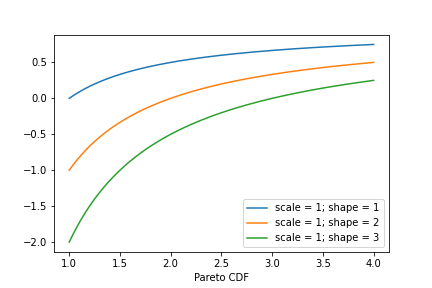 0.5
0.0
−0.5
−1.0
−1.5
−2.0
1.0 1.5 2.0 2.5 3.0 3.5 4.0
Pareto CDF
scale = 1; shape = 1
scale = 1; shape = 2
scale = 1; shape = 3